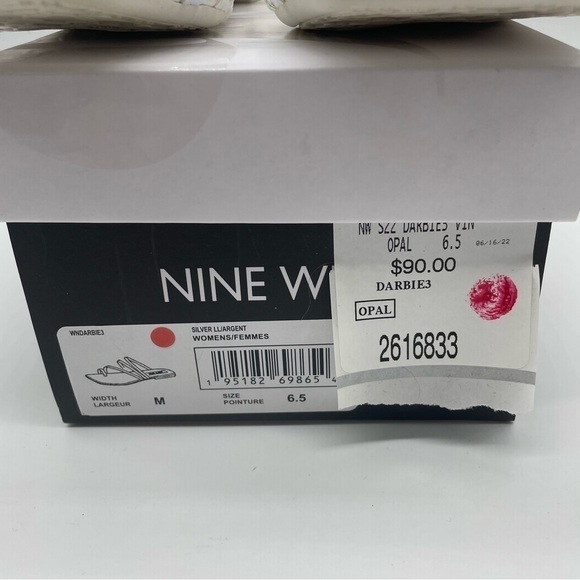 NW S22 DARBIE3 VIN
OPAL 6.5 06/16/22
$90.00
DARBIE3
OPAL
2616833
NINE W
WNDARBIE3
SILVER LL/ARGENT
WOMENS/FEMMES
1 95182 69865 4
WIDTH
LARGEUR M
SIZE
POINTURE 6.5